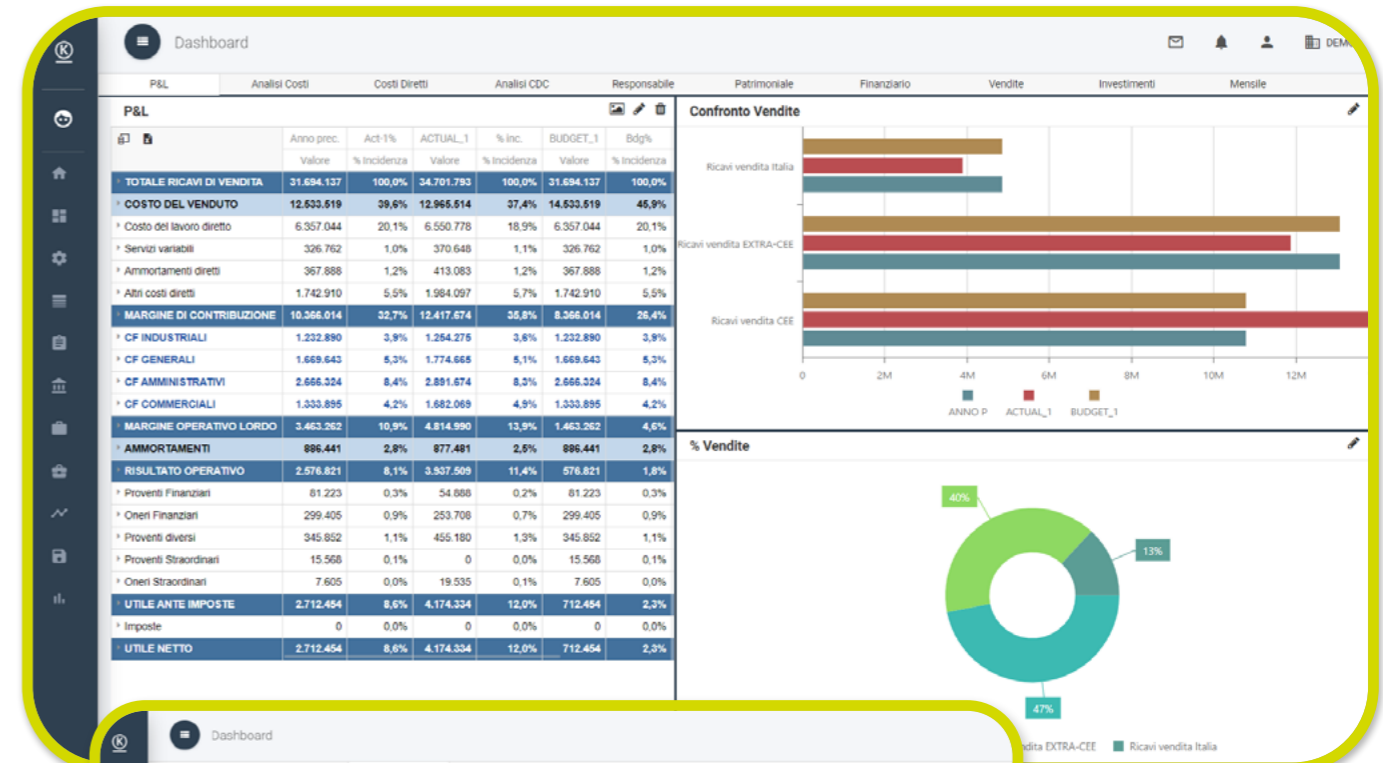 K
Dashboard
DEMO
P&L Analisi Costi Costi Diretti Analisi CDC Responsabile Patrimoniale Finanziario Vendite Investimenti Mensile
P&L
Anno prec. Act-1% ACTUAL_1 % Inc. BUDGET_1 Bdg%
Valore % Incidenza Valore % Incidenza Valore % Incidenza
TOTALE RICAVI DI VENDITA 31.694.137 100,0% 34.701.793 100,0% 31.694.137 100,0%
COSTO DEL VENDUTO 12.533.519 39,6% 12.965.514 37,4% 14.533.519 45,9%
Costo del lavoro diretto 6.357.044 20,1% 6.550.778 18,9% 6.357.044 20,1%
Servizi variabili 326.762 1,0% 370.648 1,1% 326.762 1,0%
Ammortamenti diretti 367.888 1,2% 413.083 1,2% 367.888 1,2%
Altri costi diretti 1.742.910 5,5% 1.984.097 5,7% 1.742.910 5,5%
MARGINE DI CONTRIBUZIONE 10.366.014 32,7% 12.417.674 35,8% 8.366.014 26,4%
CF INDUSTRIALI 1.232.890 3,9% 1.254.275 3,6% 1.232.890 3,9%
CF GENERALI 1.669.643 5,3% 1.774.665 5,1% 1.669.643 5,3%
CF AMMINISTRATIVI 2.666.324 8,4% 2.891.674 8,3% 2.666.324 8,4%
CF COMMERCIALI 1.333.895 4,2% 1.682.069 4,9% 1.333.895 4,2%
MARGINE OPERATIVO LORDO 3.463.262 10,9% 4.814.990 13,9% 1.463.262 4,6%
AMMORTAMENTI 886.441 2,8% 877.481 2,5% 886.441 2,8%
RISULTATO OPERATIVO 2.576.821 8,1% 3.937.509 11,4% 576.821 1,8%
Proventi Finanziari 81.223 0,3% 54.888 0,2% 81.223 0,3%
Oneri Finanziari 299.405 0,9% 253.708 0,7% 299.405 0,9%
Proventi diversi 345.852 1,1% 455.180 1,3% 345.852 1,1%
Proventi Straordinari 15.568 0,1% 0 0,0% 15.568 0,1%
Oneri Straordinari 7.605 0,0% 19.535 0,1% 7.605 0,0%
UTILE ANTE IMPOSTE 2.712.454 8,6% 4.174.334 12,0% 712.454 2,3%
Imposte 0 0,0% 0 0,0% 0 0,0%
UTILE NETTO 2.712.454 8,6% 4.174.334 12,0% 712.454 2,3%
Confronto Vendite
Ricavi vendita Italia
Ricavi vendita EXTRA-CEE
Ricavi vendita CEE
0 2M 4M 6M 8M 10M 12M
ANNO P ACTUAL_1 BUDGET_1
% Vendite
40%
13%
47%
EXTRA-CEE Ricavi vendita Italia
K
Dashboard